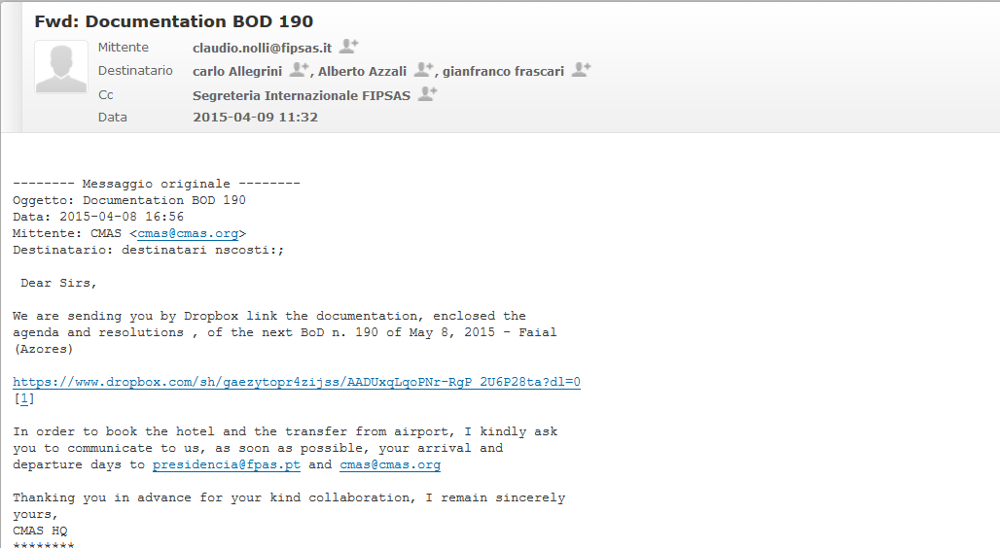 Fwd: Documentation BOD 190
Mittente claudio.nolli@fipsas.it
Destinatario carlo Allegrini , Alberto Azzali , gianfranco frascari
Cc Segreteria Internazionale FIPSAS
Data 2015-04-09 11:32
-------- Messaggio originale --------
Oggetto: Documentation BOD 190
Data: 2015-04-08 16:56
Mittente: CMAS <cmas@cmas.org>
Destinatario: destinatari nscosti:;
Dear Sirs,
We are sending you by Dropbox link the documentation, enclosed the
agenda and resolutions , of the next BoD n. 190 of May 8, 2015 - Faial
(Azores)
https://www.dropbox.com/sh/gaezytopr4zijss/AADUxqLqoPNr-RgP 2U6P28ta?dl=0
[1]
In order to book the hotel and the transfer from airport, I kindly ask
you to communicate to us, as soon as possible, your arrival and
departure days to presidencia@fpas.pt and cmas@cmas.org
Thanking you in advance for your kind collaboration, I remain sincerely
yours,
CMAS HQ
********